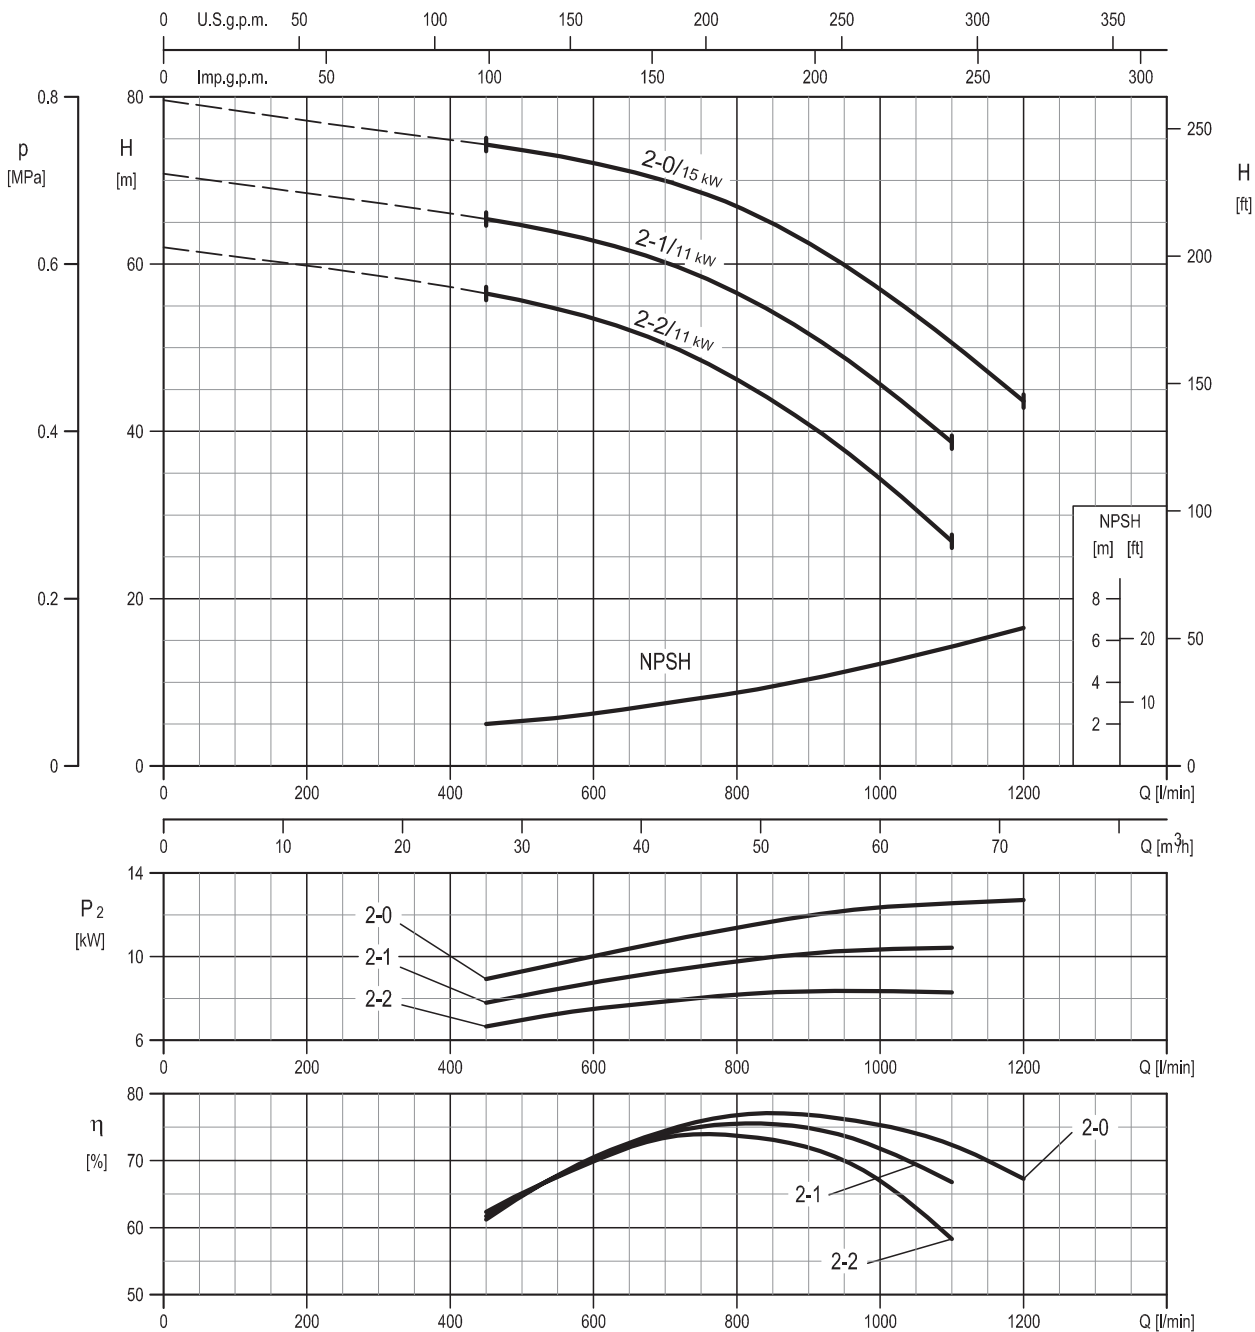 0 U.S.g.p.m. 50 100 150 200 250 300 350
0 Imp.g.p.m. 50 100 150 200 250 300
p
[MPa]
0.8
0.6
0.4
0.2
0
H
[m]
80
60
40
20
0
H
[ft]
250
200
150
100
50
0
2-0/15 kW
2-1/11 kW
2-2/11 kW
NPSH
NPSH
[m] [ft]
8
6
4
2
20
10
0 200 400 600 800 1000 1200 Q [l/min]
0 10 20 30 40 50 60 70 Q [m³/h]
P2
[kW]
14
10
6
2-0
2-1
2-2
0 200 400 600 800 1000 1200 Q [l/min]
η
[%]
80
70
60
50
2-0
2-1
2-2
0 200 400 600 800 1000 1200 Q [l/min]